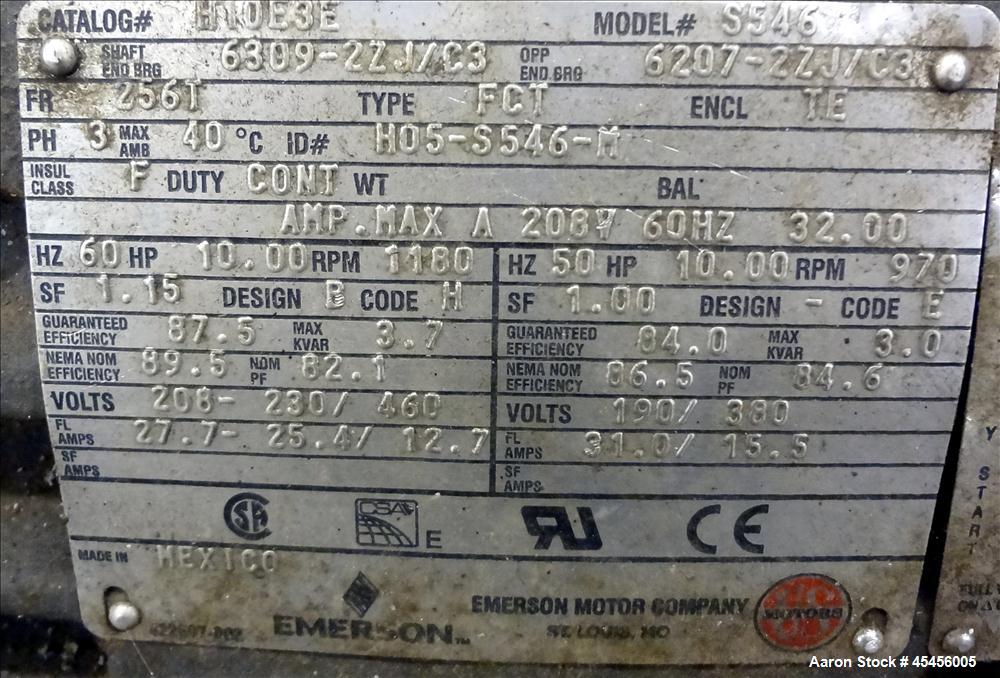 CATALOG# H10E3E MODEL# S546
SHAFT END BRG 6309-2ZJ/C3 OPP END BRG 6207-2ZJ/C3
FR 256T TYPE FCT ENCL TE
PH 3 MAX AMB 40 °C ID# H05-S546-M
INSUL CLASS F DUTY CONT WT BAL
AMP.MAX A 208V 60HZ 32.00
HZ 60 HP 10.00 RPM 1180
SF 1.15 DESIGN B CODE H
GUARANTEED EFFICIENCY 87.5 MAX KVAR 3.7
NEMA NOM EFFICIENCY 89.5 NOM PF 82.1
VOLTS 208- 230/ 460
FL AMPS 27.7- 25.4/ 12.7
SF AMPS
HZ 50 HP 10.00 RPM 970
SF 1.00 DESIGN - CODE E
GUARANTEED EFFICIENCY 84.0 MAX KVAR 3.0
NEMA NOM EFFICIENCY 86.5 NOM PF 84.6
VOLTS 190/ 380
FL AMPS 31.0/ 15.5
SF AMPS
SA CSA E RU CE
MADE IN MEXICO
EMERSON™
EMERSON MOTOR COMPANY
ST. LOUIS, MO
MOTORS
Y START
Aaron Stock # 45456005